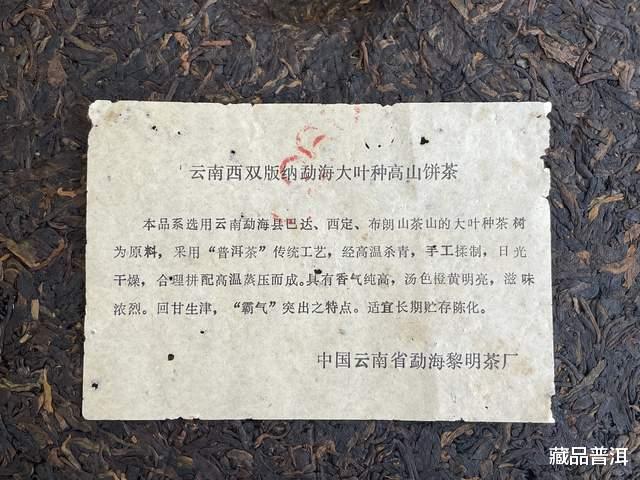 云南西双版纳勐海大叶种高山饼茶
本品系选用云南勐海县巴达、西定、布朗山茶山的大叶种茶树
为原料，采用“普洱茶”传统工艺，经高温杀青，手工揉制，日光
干燥，合理拼配高温蒸压而成。具有香气纯高，汤色橙黄明亮，滋味
浓烈。回甘生津，“霸气”突出之特点。适宜长期贮存陈化。
中国云南省勐海黎明茶厂
藏品普洱